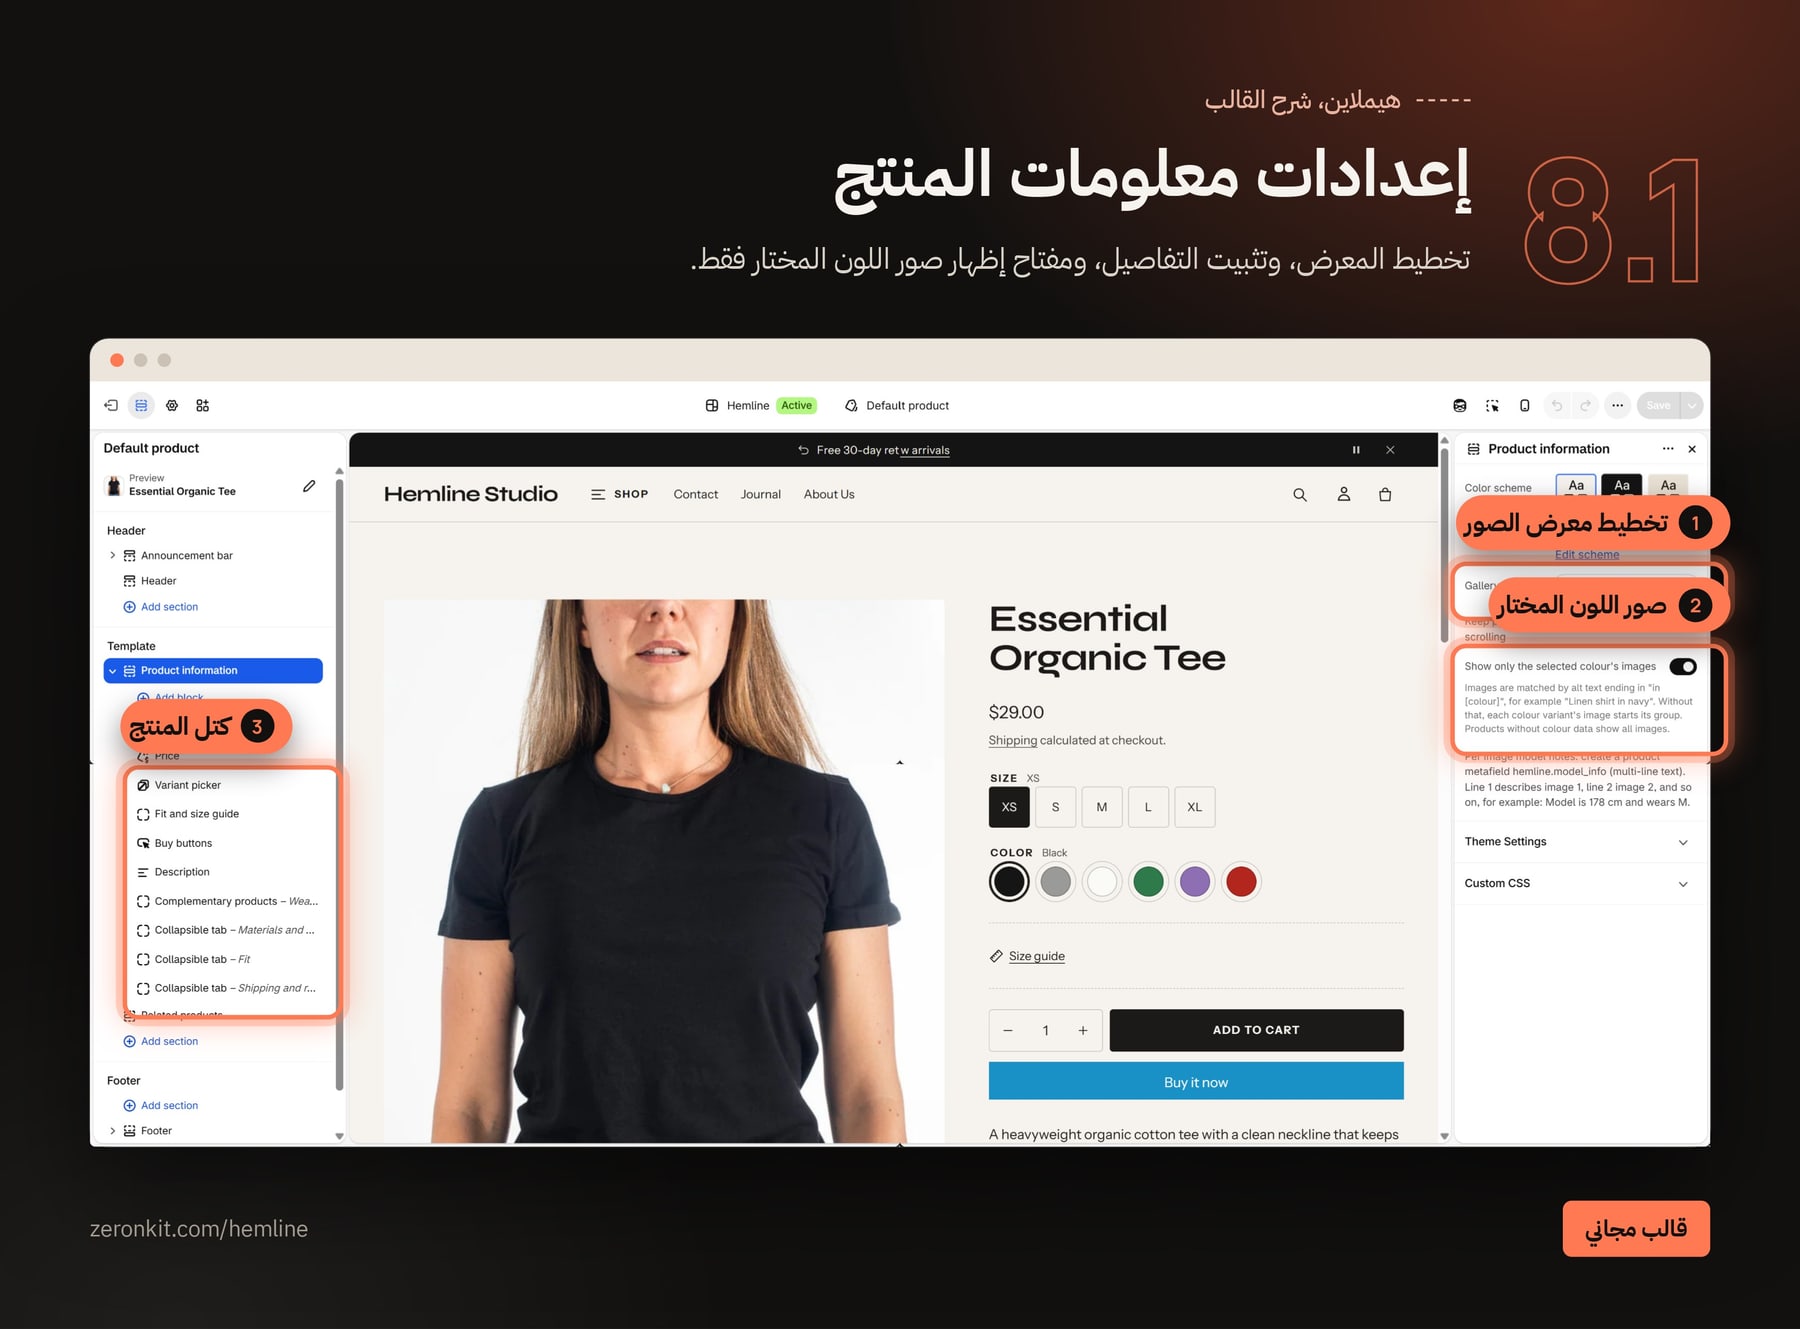 هيملاين، شرح القالب
8.1
إعدادات معلومات المنتج
تخطيط المعرض، وتثبيت التفاصيل، ومفتاح إظهار صور اللون المختار فقط.
Hemline Active
Default product
Save
Default product
Preview
Essential Organic Tee
Header
Announcement bar
Header
Add section
Template
Product information
Add block
3 كتل المنتج
Price
Variant picker
Fit and size guide
Buy buttons
Description
Complementary products – Wea...
Collapsible tab – Materials and ...
Collapsible tab – Fit
Collapsible tab – Shipping and r...
Related products
Add section
Footer
Add section
Footer
Free 30-day ret w arrivals
Hemline Studio
SHOP
Contact
Journal
About Us
Essential
Organic Tee
$29.00
Shipping calculated at checkout.
SIZE XS
XS S M L XL
COLOR Black
Size guide
− 1 +
ADD TO CART
Buy it now
A heavyweight organic cotton tee with a clean neckline that keeps
Product information
Color scheme
Aa Aa Aa
1 تخطيط معرض الصور
Edit scheme
2 صور اللون المختار
scrolling
Show only the selected colour's images
Images are matched by alt text ending in "in
[colour]", for example "Linen shirt in navy". Without
that, each colour variant's image starts its group.
Products without colour data show all images.
Per image model notes: create a product
metafield hemline.model_info (multi-line text).
Line 1 describes image 1, line 2 image 2, and so
on, for example: Model is 178 cm and wears M.
Theme Settings
Custom CSS
zeronkit.com/hemline
قالب مجاني